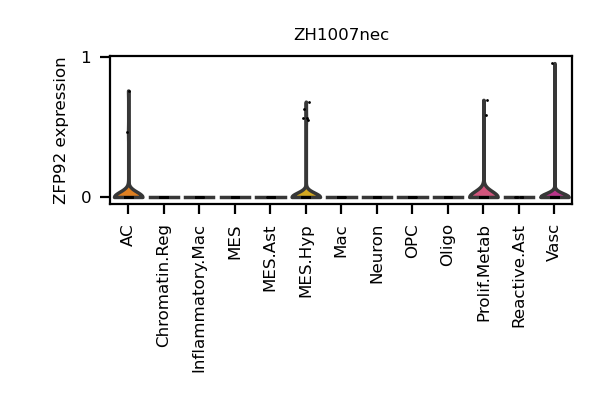 ZH1007nec
ZFP92 expression
1
0
AC
Chromatin.Reg
Inflammatory.Mac
MES
MES.Ast
MES.Hyp
Mac
Neuron
OPC
Oligo
Prolif.Metab
Reactive.Ast
Vasc